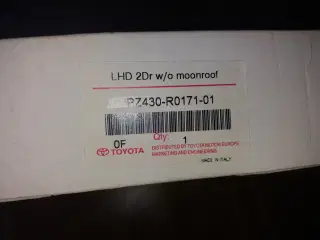 LHD 2Dr w/o moonroof
PZ430-R0171-01
0F
Qty:
1
TOYOTA
DISTRIBUTED BY TOYOTA MOTOR EUROPE
MARKETING AND ENGINEERING
MADE IN ITALY